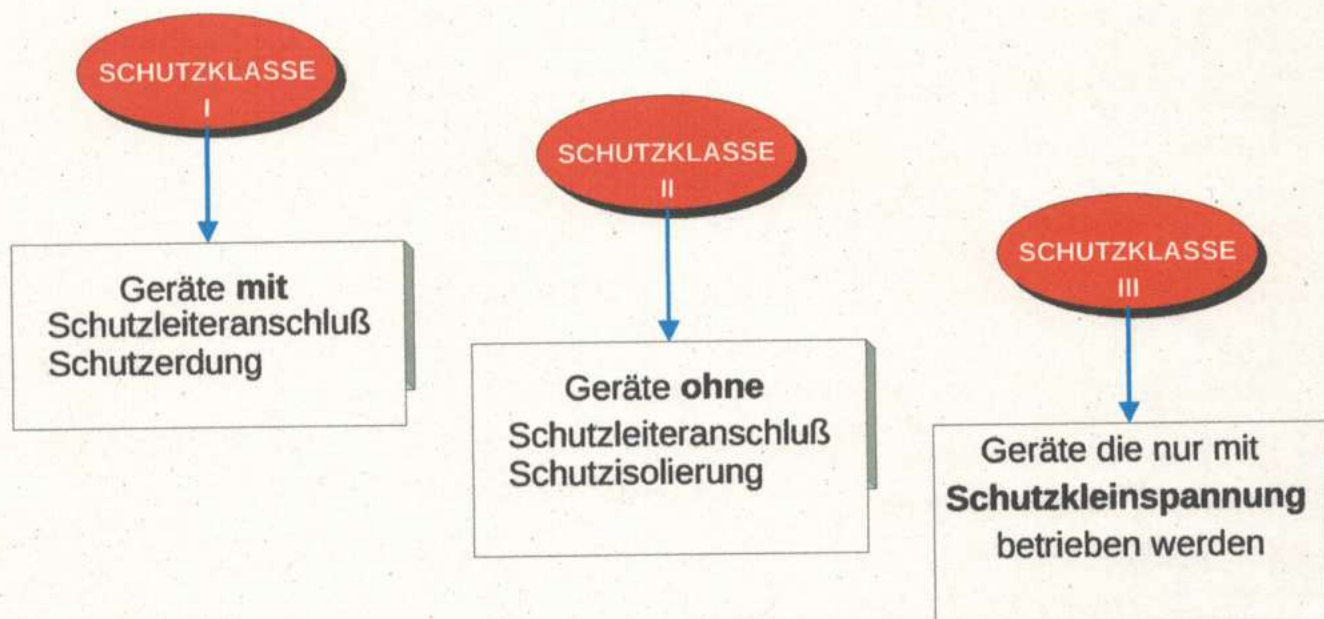 SCHUTZKLASSE
I
Geräte mit
Schutzleiteranschluß
Schutzerdung
SCHUTZKLASSE
II
Geräte ohne
Schutzleiteranschluß
Schutzisolierung
SCHUTZKLASSE
III
Geräte die nur mit
Schutzkleinspannung
betrieben werden